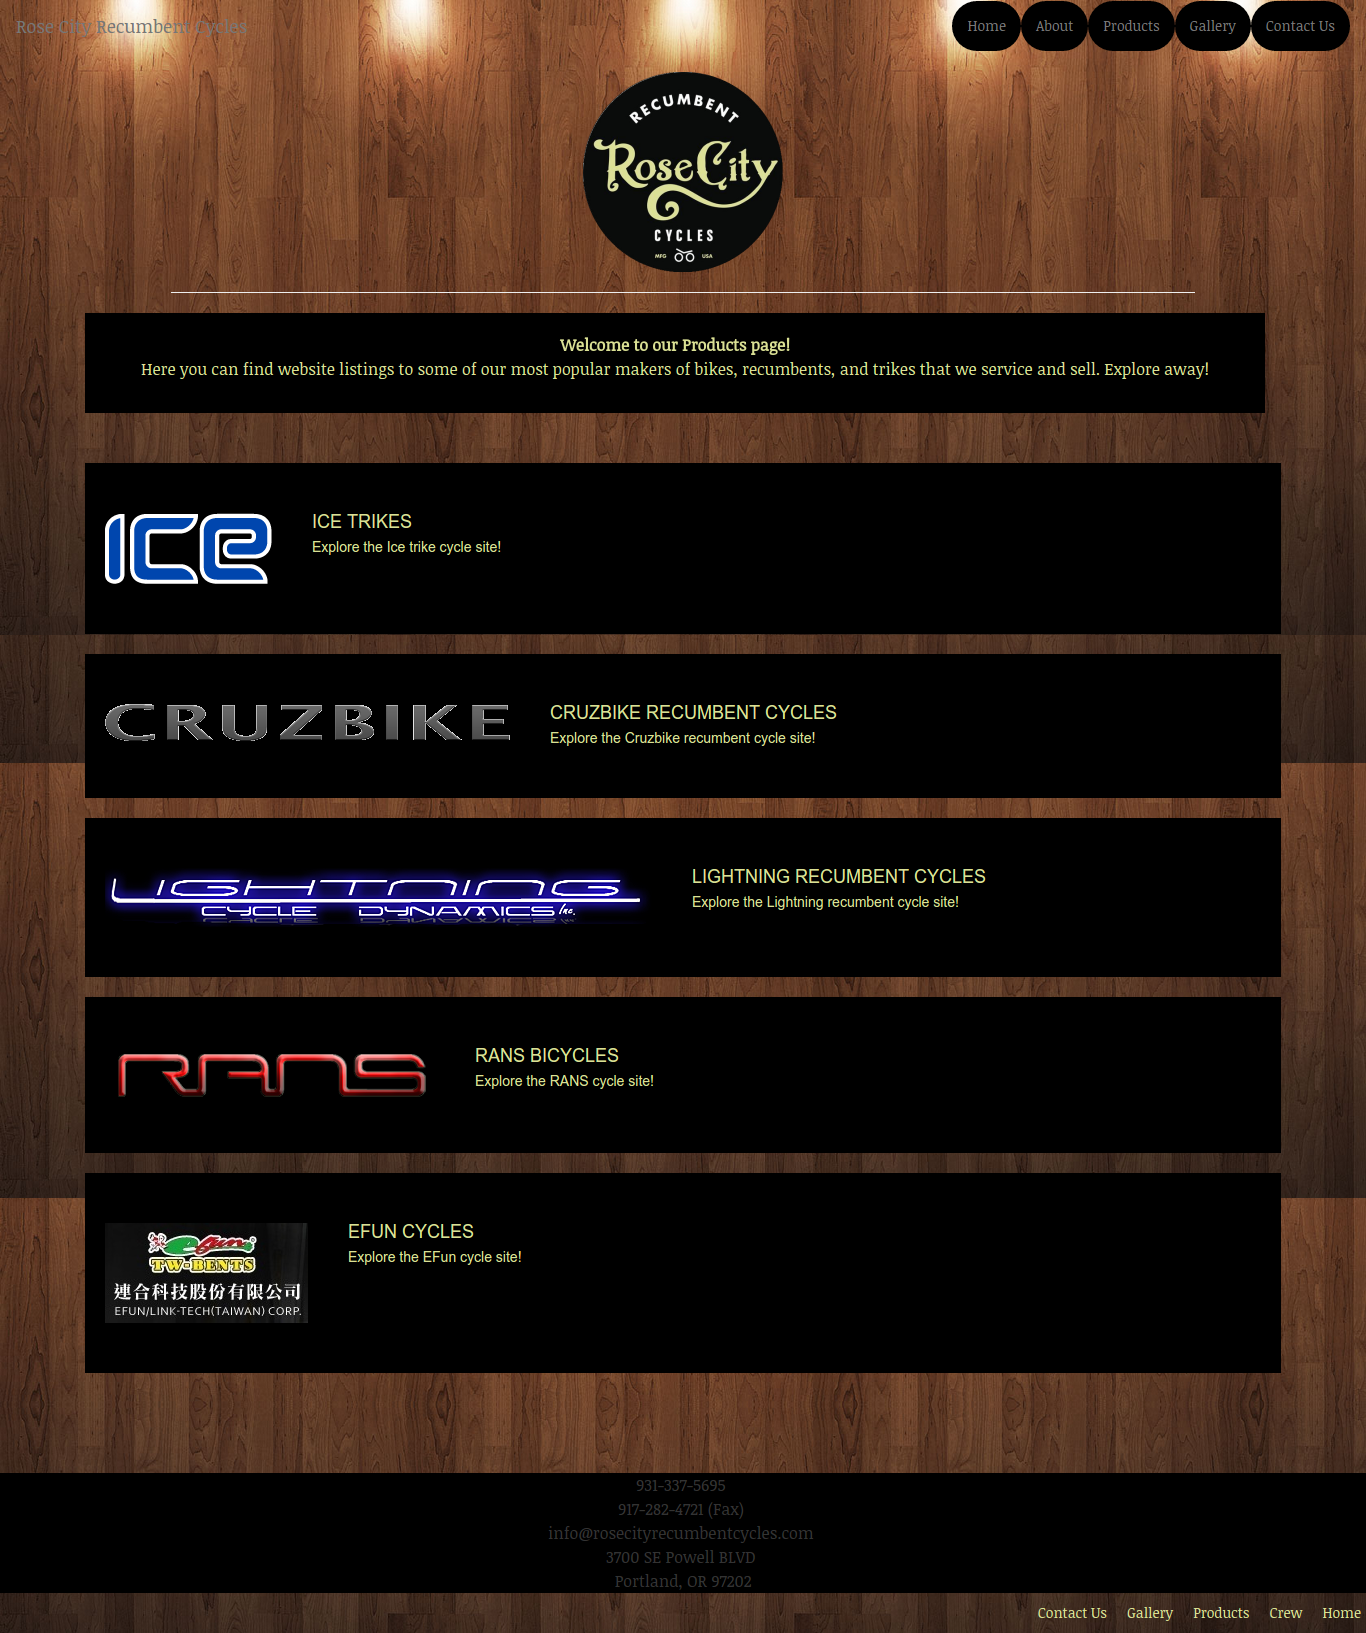 Rose City Recumbent Cycles
Home
About
Products
Gallery
Contact Us
RECUMBENT
Rose City
CYCLES
MFG USA
Welcome to our Products page!
Here you can find website listings to some of our most popular makers of bikes, recumbents, and trikes that we service and sell. Explore away!
ICE
ICE TRIKES
Explore the Ice trike cycle site!
CRUZBIKE
CRUZBIKE RECUMBENT CYCLES
Explore the Cruzbike recumbent cycle site!
LIGHTNING
CYCLE DYNAMICS Inc.
LIGHTNING RECUMBENT CYCLES
Explore the Lightning recumbent cycle site!
RANS
RANS BICYCLES
Explore the RANS cycle site!
efun
TW-BENTS
連合科技股份有限公司
EFUN/LINK-TECH(TAIWAN) CORP.
EFUN CYCLES
Explore the EFun cycle site!
931-337-5695
917-282-4721 (Fax)
info@rosecityrecumbentcycles.com
3700 SE Powell BLVD
Portland, OR 97202
Contact Us
Gallery
Products
Crew
Home